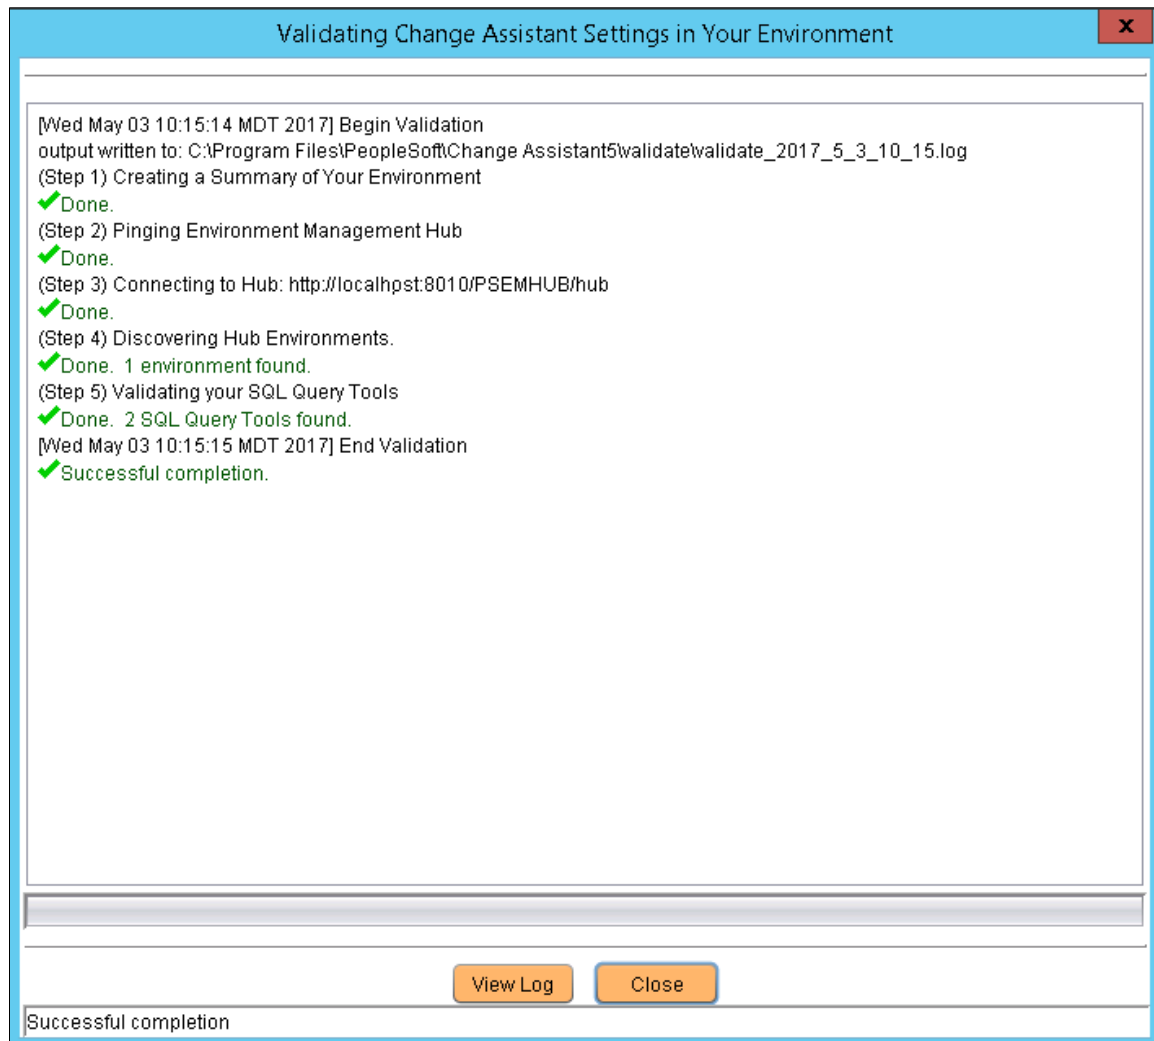 Validating Change Assistant Settings in Your Environment
x
[Wed May 03 10:15:14 MDT 2017] Begin Validation
output written to: C:\Program Files\PeopleSoft\Change Assistant5\validate\validate_2017_5_3_10_15.log
(Step 1) Creating a Summary of Your Environment
Done.
(Step 2) Pinging Environment Management Hub
Done.
(Step 3) Connecting to Hub: http://localhost:8010/PSEMHUB/hub
Done.
(Step 4) Discovering Hub Environments.
Done. 1 environment found.
(Step 5) Validating your SQL Query Tools
Done. 2 SQL Query Tools found.
[Wed May 03 10:15:15 MDT 2017] End Validation
Successful completion.
View Log
Close
Successful completion